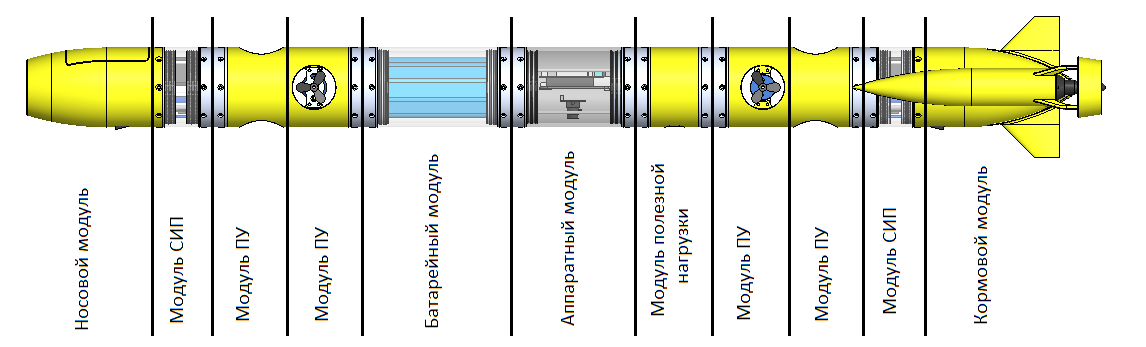 Носовой модуль
Модуль СИП
Модуль ПУ
Модуль ПУ
Батарейный модуль
Аппаратный модуль
Модуль полезной
нагрузки
Модуль ПУ
Модуль ПУ
Модуль СИП
Кормовой модуль